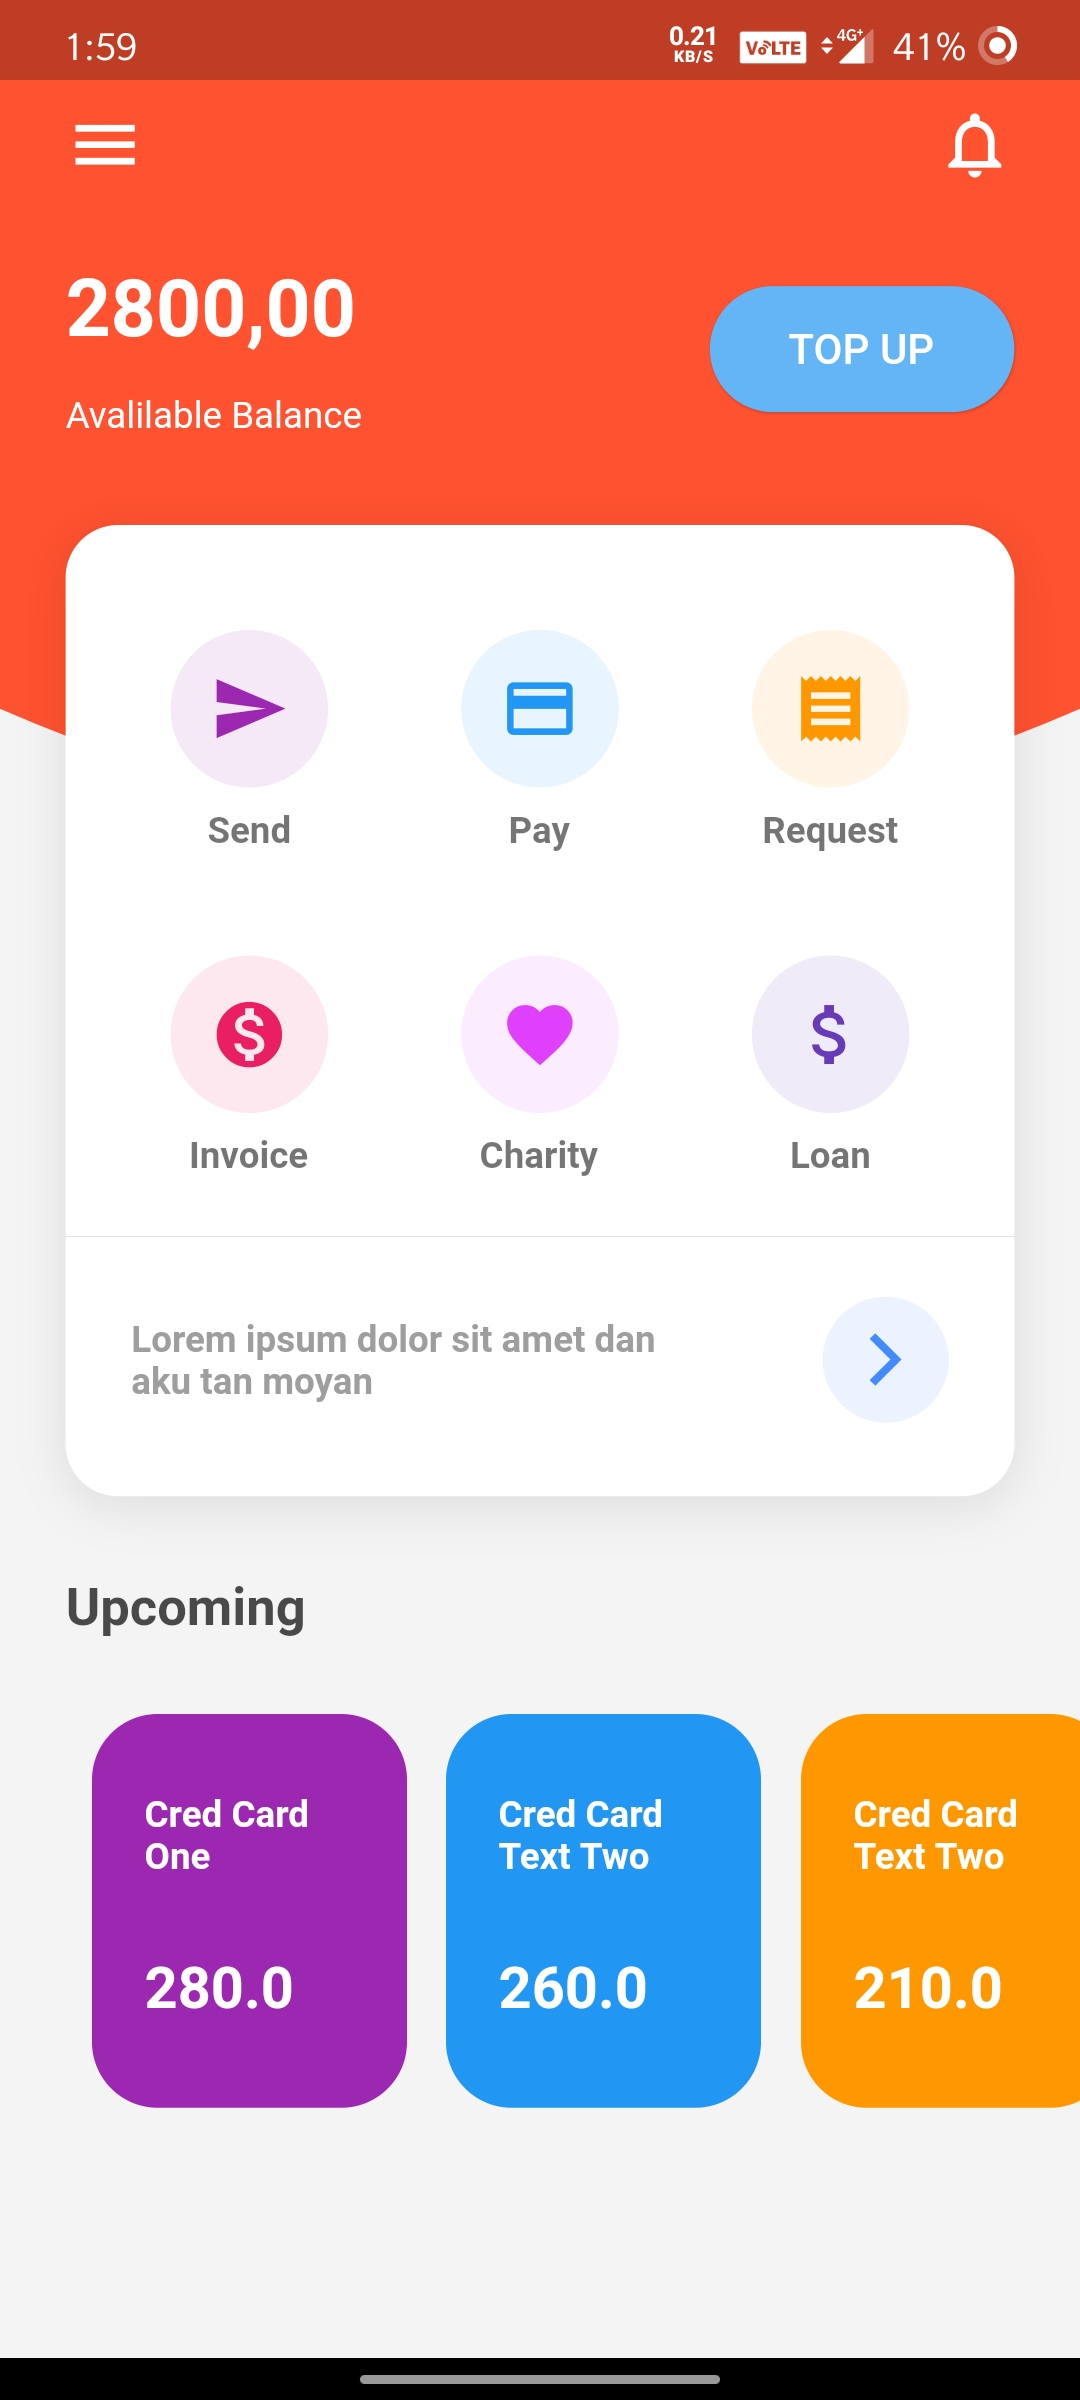 1:59
0.21
KB/S
VoLTE
4G+
41%
2800,00
TOP UP
Avalilable Balance
Send
Pay
Request
Invoice
Charity
Loan
Lorem ipsum dolor sit amet dan
aku tan moyan
Upcoming
Cred Card
One
280.0
Cred Card
Text Two
260.0
Cred Card
Text Two
210.0